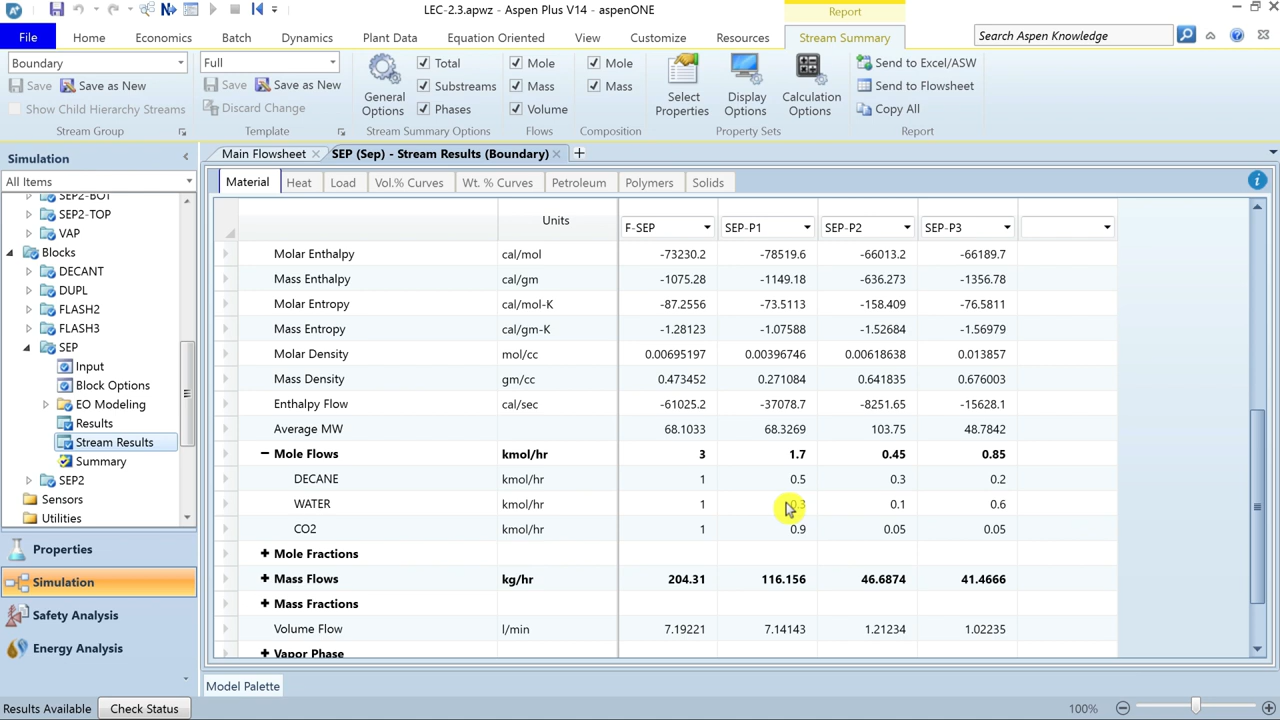 LEC-2.3.apwz - Aspen Plus V14 - aspenONE
Report
File Home Economics Batch Dynamics Plant Data Equation Oriented View Customize Resources Stream Summary Search Aspen Knowledge
Boundary Full Total Mole Mole Send to Excel/ASW
Save Save as New Save Save as New Substreams Mass Mass Send to Flowsheet
Show Child Hierarchy Streams Discard Change General Options Phases Volume Select Properties Display Options Calculation Options Copy All
Stream Group Template Stream Summary Options Flows Composition Property Sets Report
Simulation
All Items
SEP2-BOT
SEP2-TOP
VAP
Blocks
DECANT
DUPL
FLASH2
FLASH3
SEP
Input
Block Options
EO Modeling
Results
Stream Results
Summary
SEP2
Sensors
Utilities
Properties
Simulation
Safety Analysis
Energy Analysis
Main Flowsheet SEP (Sep) - Stream Results (Boundary)
Material Heat Load Vol.% Curves Wt. % Curves Petroleum Polymers Solids
Units F-SEP SEP-P1 SEP-P2 SEP-P3
Molar Enthalpy cal/mol -73230.2 -78519.6 -66013.2 -66189.7
Mass Enthalpy cal/gm -1075.28 -1149.18 -636.273 -1356.78
Molar Entropy cal/mol-K -87.2556 -73.5113 -158.409 -76.5811
Mass Entropy cal/gm-K -1.28123 -1.07588 -1.52684 -1.56979
Molar Density mol/cc 0.00695197 0.00396746 0.00618638 0.013857
Mass Density gm/cc 0.473452 0.271084 0.641835 0.676003
Enthalpy Flow cal/sec -61025.2 -37078.7 -8251.65 -15628.1
Average MW 68.1033 68.3269 103.75 48.7842
− Mole Flows kmol/hr 3 1.7 0.45 0.85
DECANE kmol/hr 1 0.5 0.3 0.2
WATER kmol/hr 1 0.3 0.1 0.6
CO2 kmol/hr 1 0.9 0.05 0.05
+ Mole Fractions
+ Mass Flows kg/hr 204.31 116.156 46.6874 41.4666
+ Mass Fractions
Volume Flow l/min 7.19221 7.14143 1.21234 1.02235
Vapor Phase
Model Palette
Results Available Check Status 100%